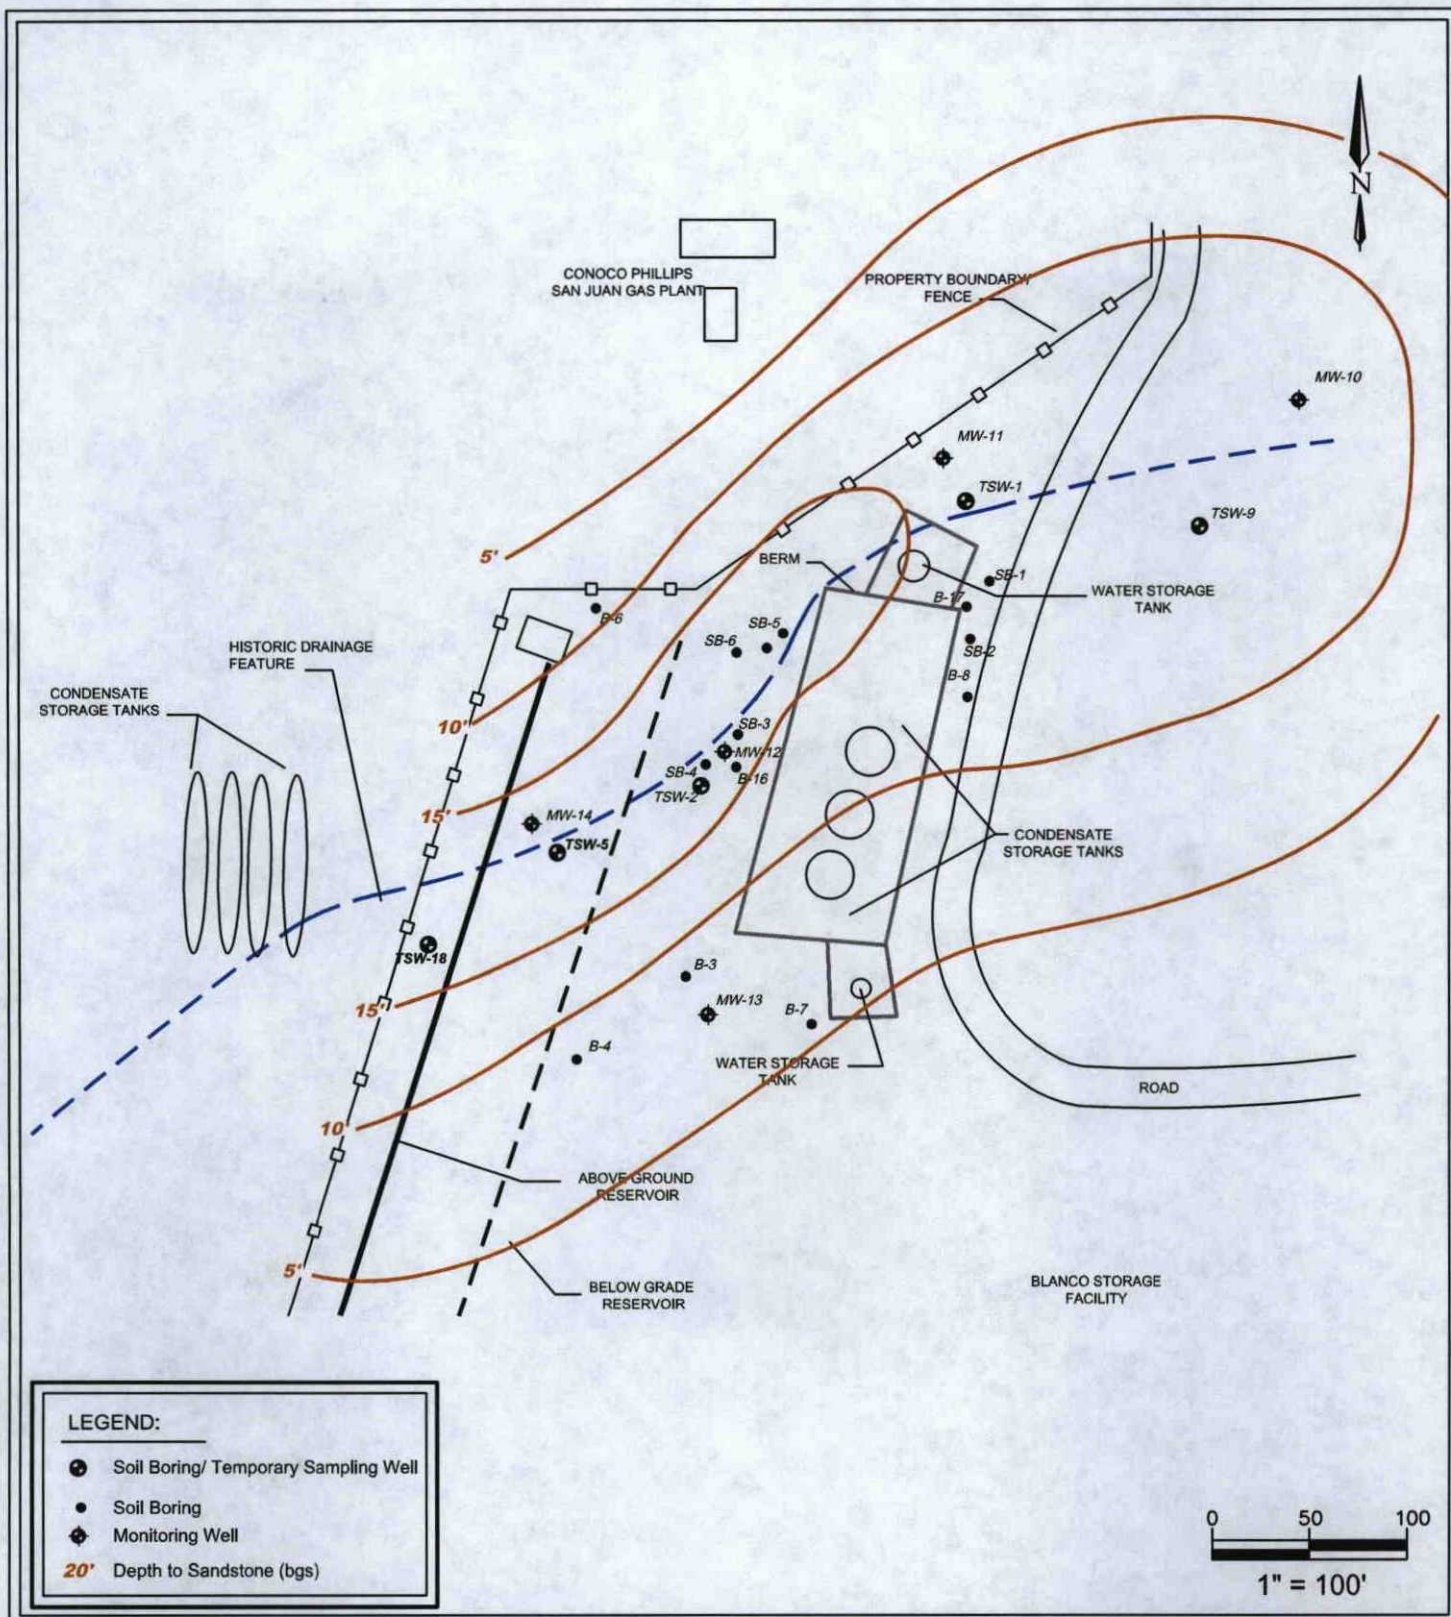 N
CONOCO PHILLIPS
SAN JUAN GAS PLANT
PROPERTY BOUNDARY/
FENCE
MW-10
MW-11
TSW-1
TSW-9
5'
BERM
SB-1
B-17
WATER STORAGE
TANK
B-6
SB-5
SB-6
SB-2
B-8
HISTORIC DRAINAGE
FEATURE
CONDENSATE
STORAGE TANKS
10'
SB-3
MW-12
SB-4
B-16
TSW-2
15'
MW-14
TSW-5
CONDENSATE
STORAGE TANKS
TSW-18
B-3
15'
MW-13
B-7
B-4
WATER STORAGE
TANK
ROAD
10'
ABOVE GROUND
RESERVOIR
5'
BELOW GRADE
RESERVOIR
BLANCO STORAGE
FACILITY
LEGEND:
Soil Boring/ Temporary Sampling Well
Soil Boring
Monitoring Well
20' Depth to Sandstone (bgs)
0 50 100
1" = 100'